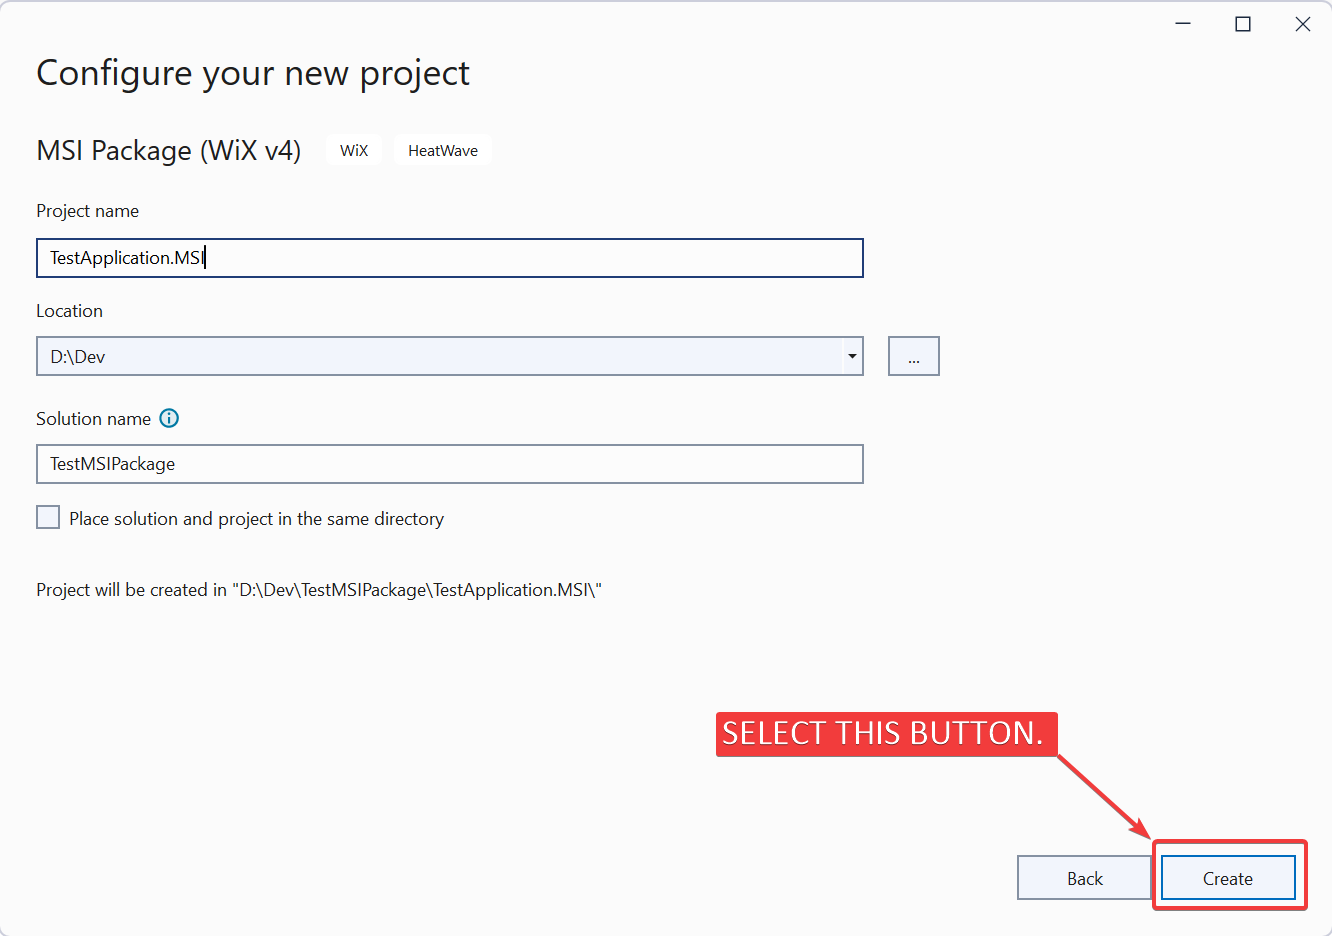 Configure your new project
MSI Package (WiX v4) WiX HeatWave
Project name
TestApplication.MSI
Location
D:\Dev
...
Solution name
TestMSIPackage
Place solution and project in the same directory
Project will be created in "D:\Dev\TestMSIPackage\TestApplication.MSI\"
SELECT THIS BUTTON.
Back Create